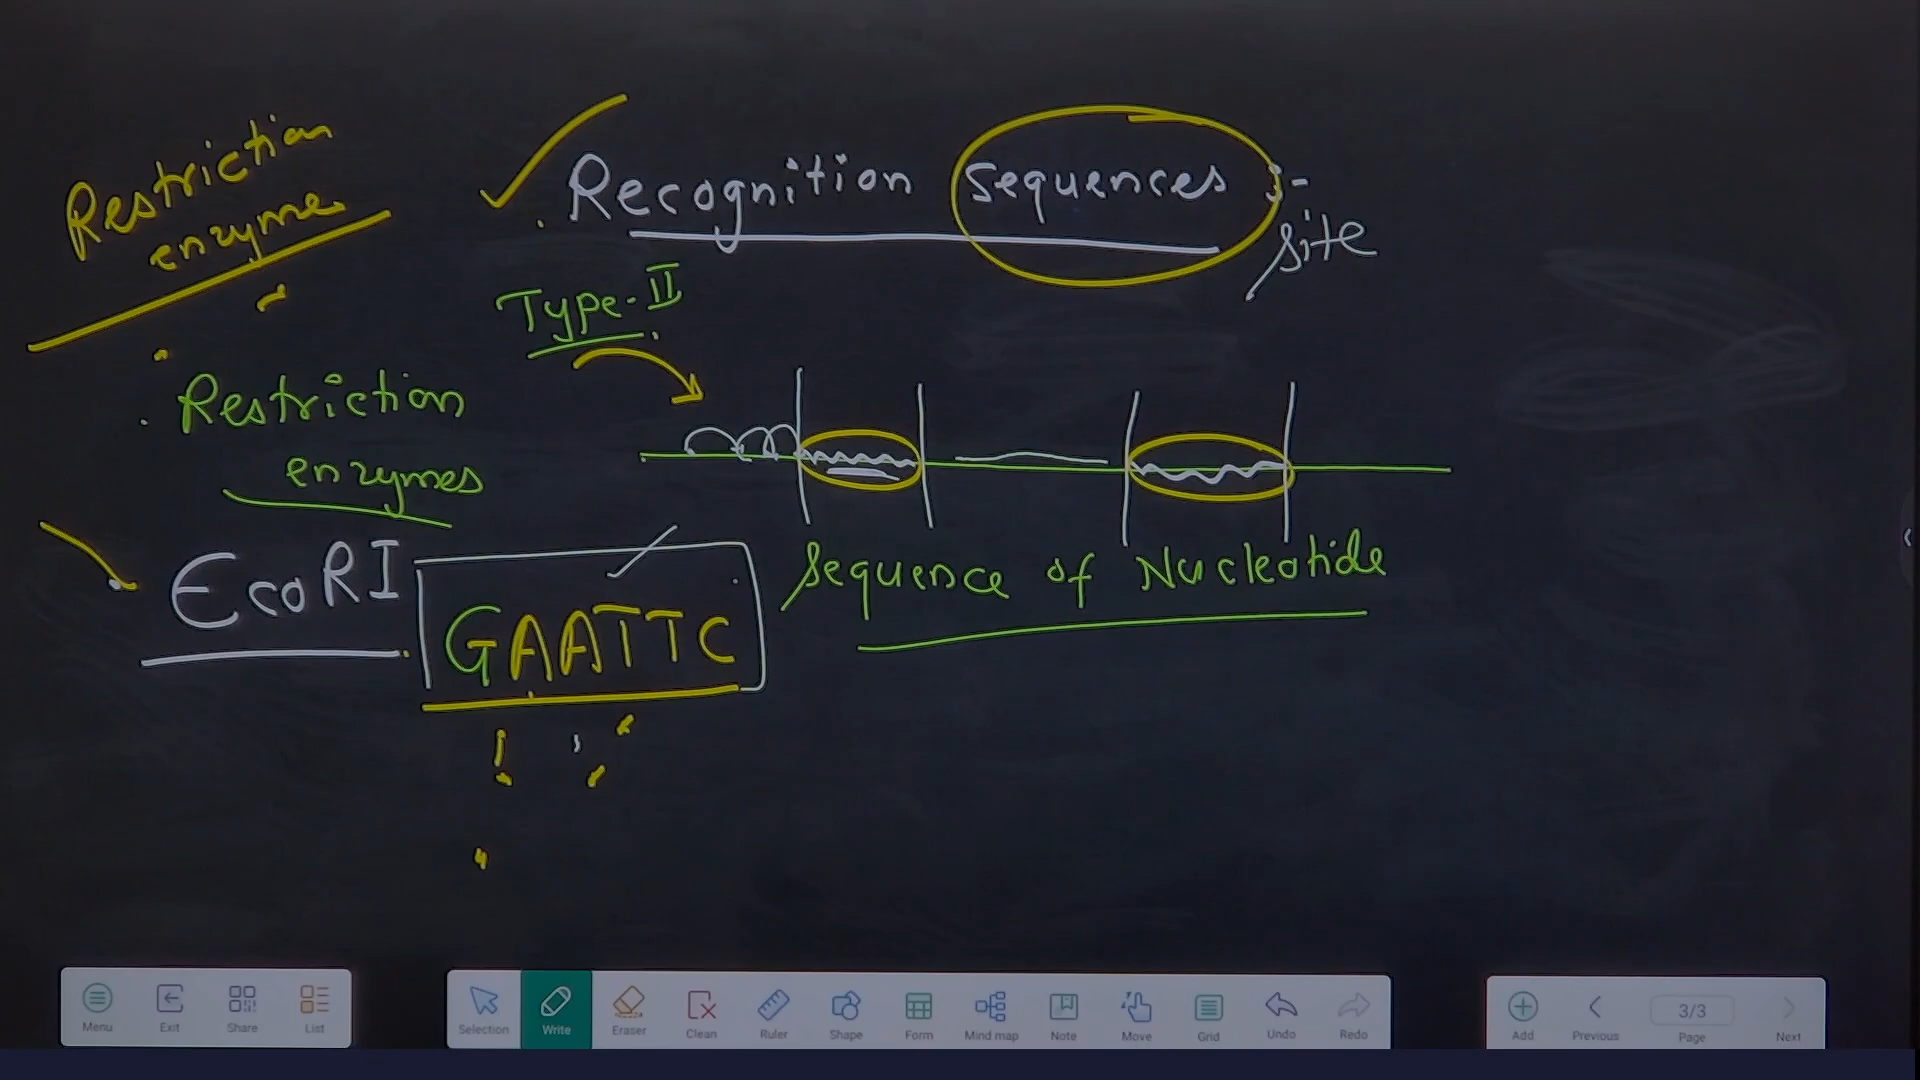 Restriction
enzyme
Recognition Sequences :-
site
Type-II
Restriction
enzymes
EcoRI
GAATTC
Sequence of Nucleotide
Menu
Exit
Share
List
Selection
Write
Eraser
Clean
Ruler
Shape
Form
Mind map
Note
Move
Grid
Undo
Redo
Add
Previous
3/3
Page
Next